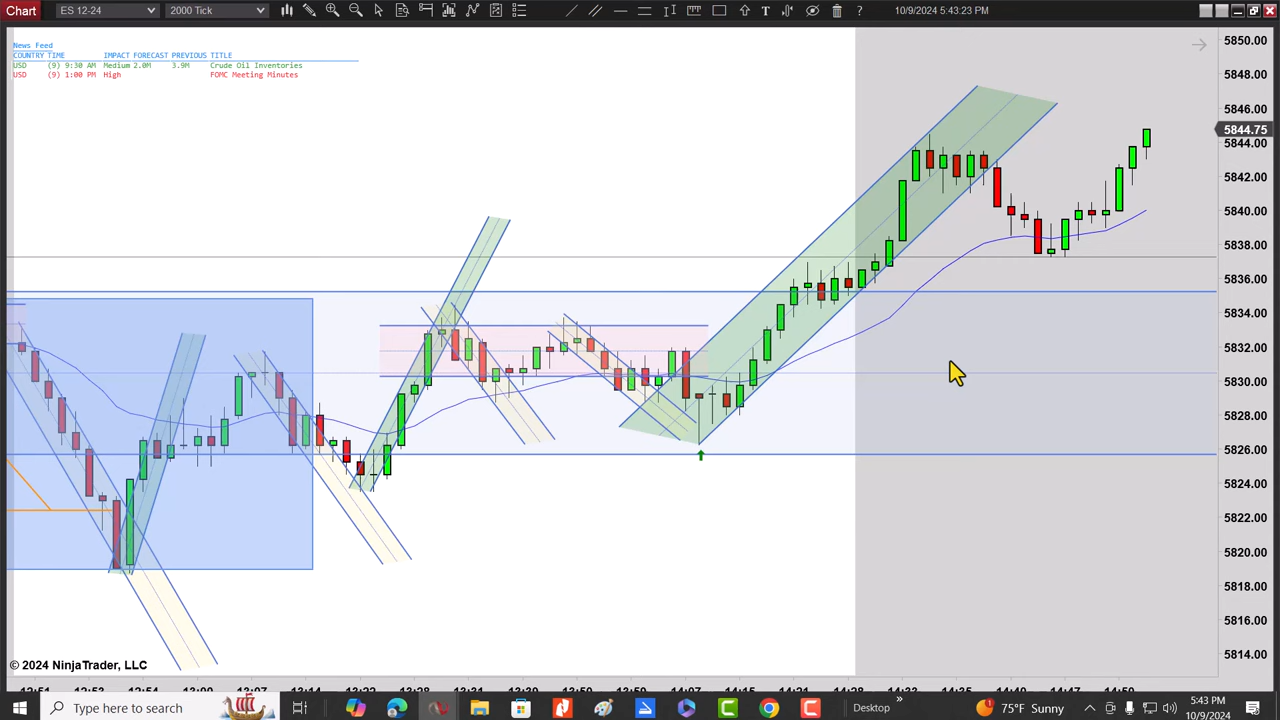 Chart ES 12-24 2000 Tick ? 10/9/2024 5:43:23 PM
News Feed
COUNTRY TIME IMPACT FORECAST PREVIOUS TITLE
USD (9) 9:30 AM Medium 2.0M 3.9M Crude Oil Inventories
USD (9) 1:00 PM High FOMC Meeting Minutes
5850.00
5848.00
5846.00
5844.75
5844.00
5842.00
5840.00
5838.00
5836.00
5834.00
5832.00
5830.00
5828.00
5826.00
5824.00
5822.00
5820.00
5818.00
5816.00
5814.00
© 2024 NinjaTrader, LLC
Type here to search
Desktop
75°F Sunny
5:43 PM
10/9/2024